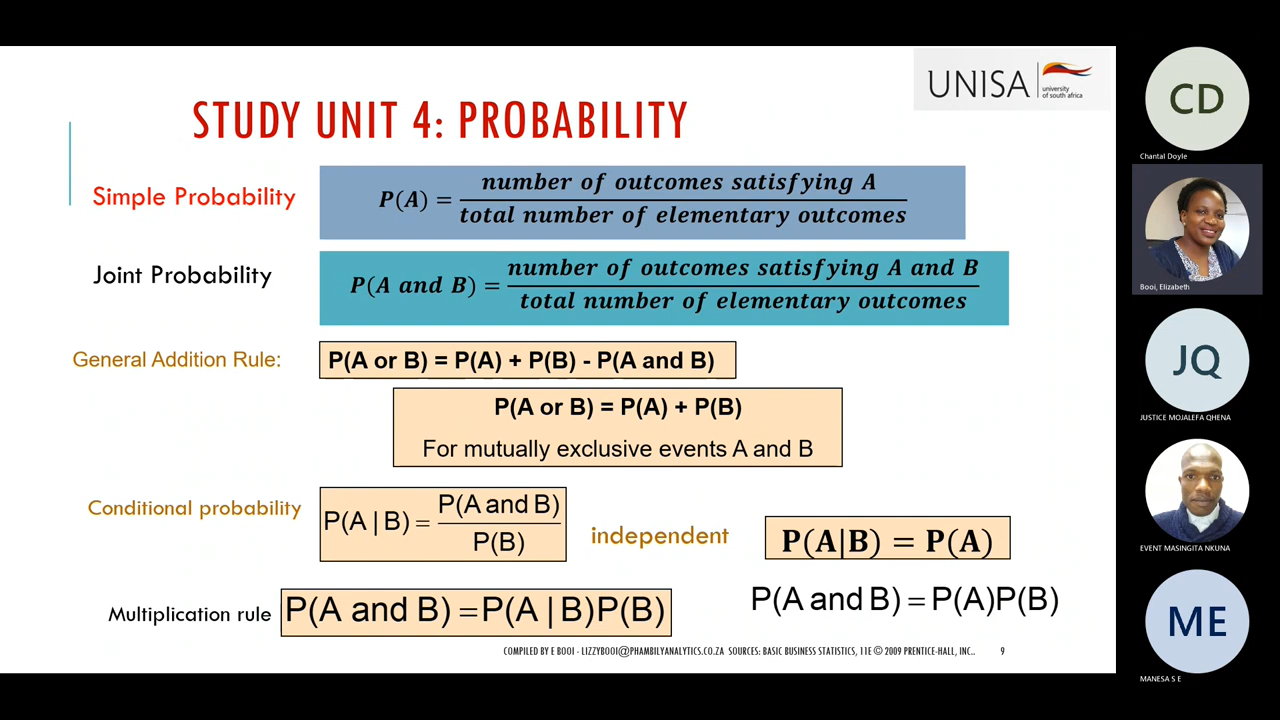 UNISA
university
of south africa
STUDY UNIT 4: PROBABILITY
Simple Probability
P(A) = number of outcomes satisfying A
total number of elementary outcomes
Joint Probability
P(A and B) = number of outcomes satisfying A and B
total number of elementary outcomes
General Addition Rule:
P(A or B) = P(A) + P(B) - P(A and B)
P(A or B) = P(A) + P(B)
For mutually exclusive events A and B
Conditional probability
P(A | B) = P(A and B)
P(B)
independent
P(A|B) = P(A)
Multiplication rule
P(A and B) = P(A | B)P(B)
P(A and B) = P(A)P(B)
COMPILED BY E BOOI - LIZZYBOOI@PHAMBILYANALYTICS.CO.ZA SOURCES: BASIC BUSINESS STATISTICS, 11E © 2009 PRENTICE-HALL, INC..
9
CD
Chantal Doyle
Booi, Elizabeth
JQ
JUSTICE MOJALEFA QHENA
EVENT MASINGITA NKUNA
ME
MANESA S E